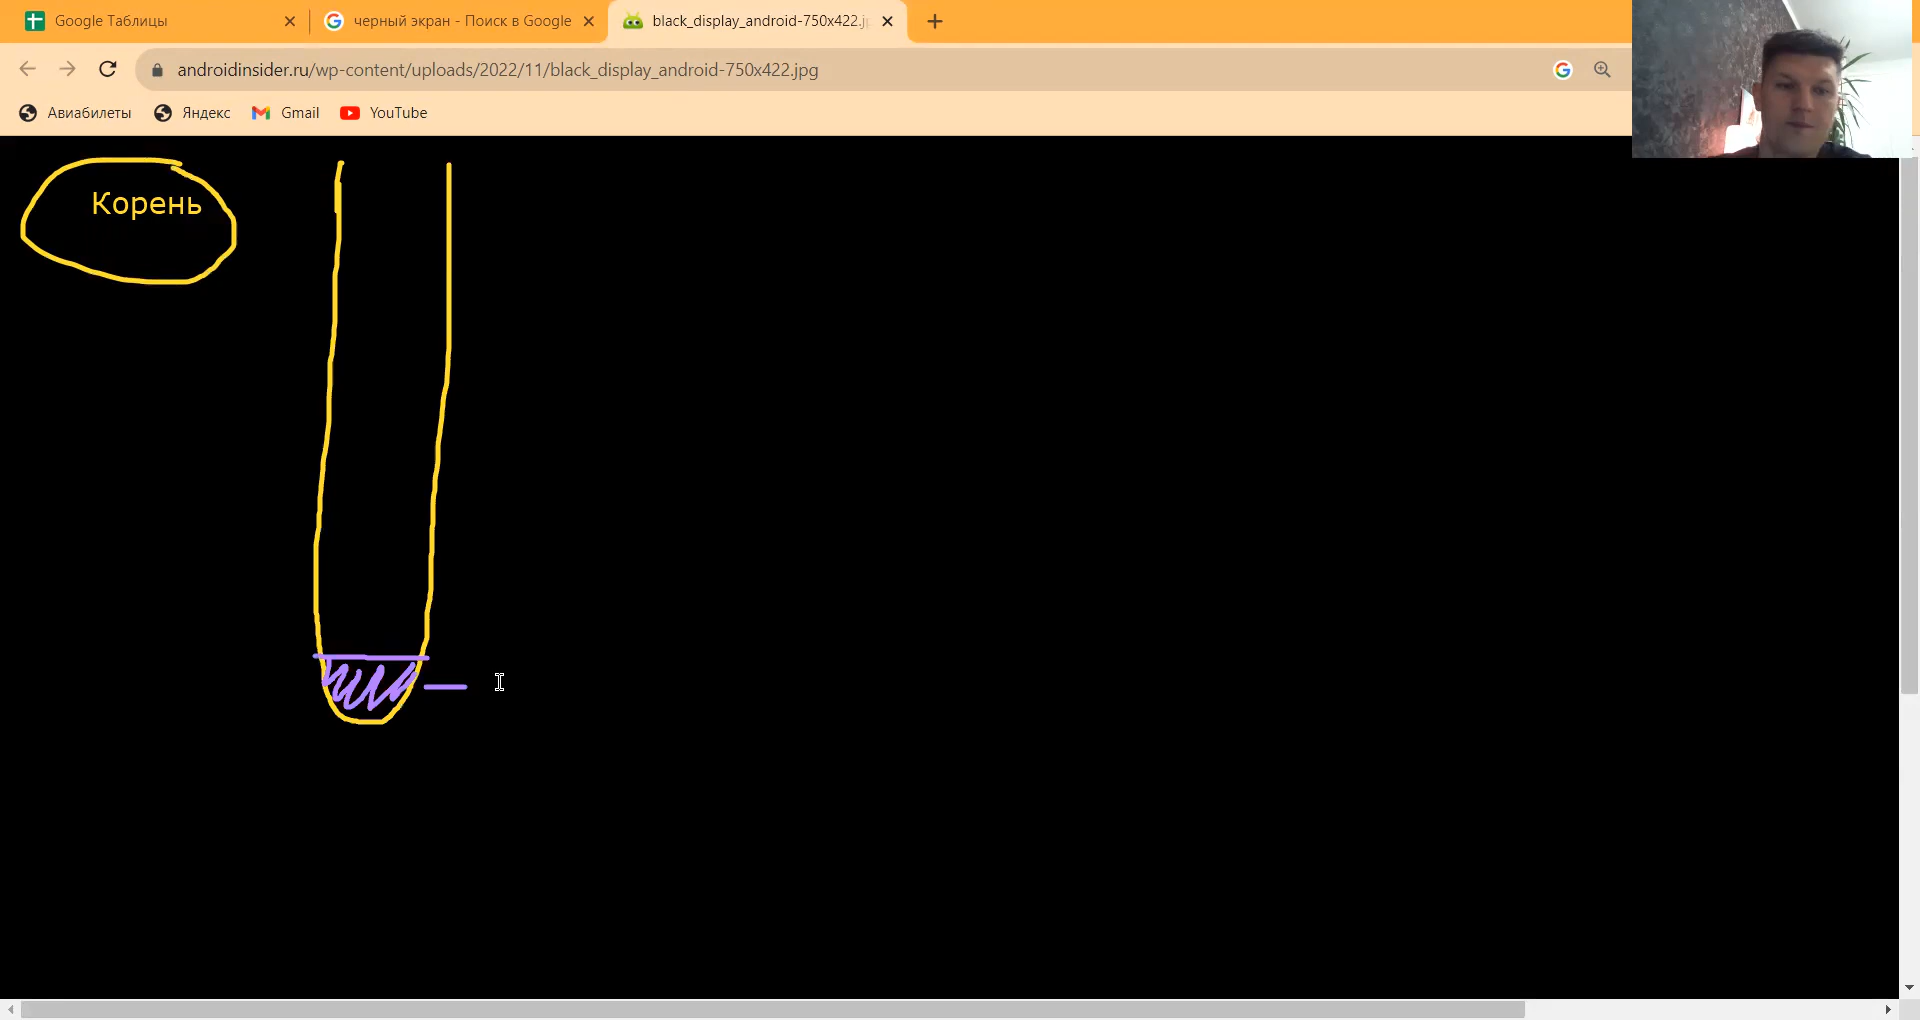 Google Таблицы
черный экран - Поиск в Google
black_display_android-750x422.j
androidinsider.ru/wp-content/uploads/2022/11/black_display_android-750x422.jpg
Авиабилеты
Яндекс
Gmail
YouTube
Корень